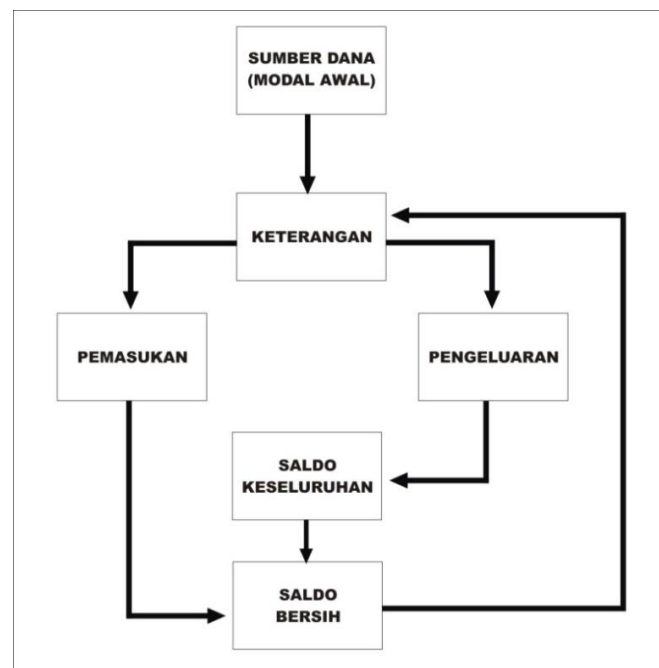 SUMBER DANA
(MODAL AWAL)
KETERANGAN
PEMASUKAN
PENGELUARAN
SALDO
KESELURUHAN
SALDO
BERSIH